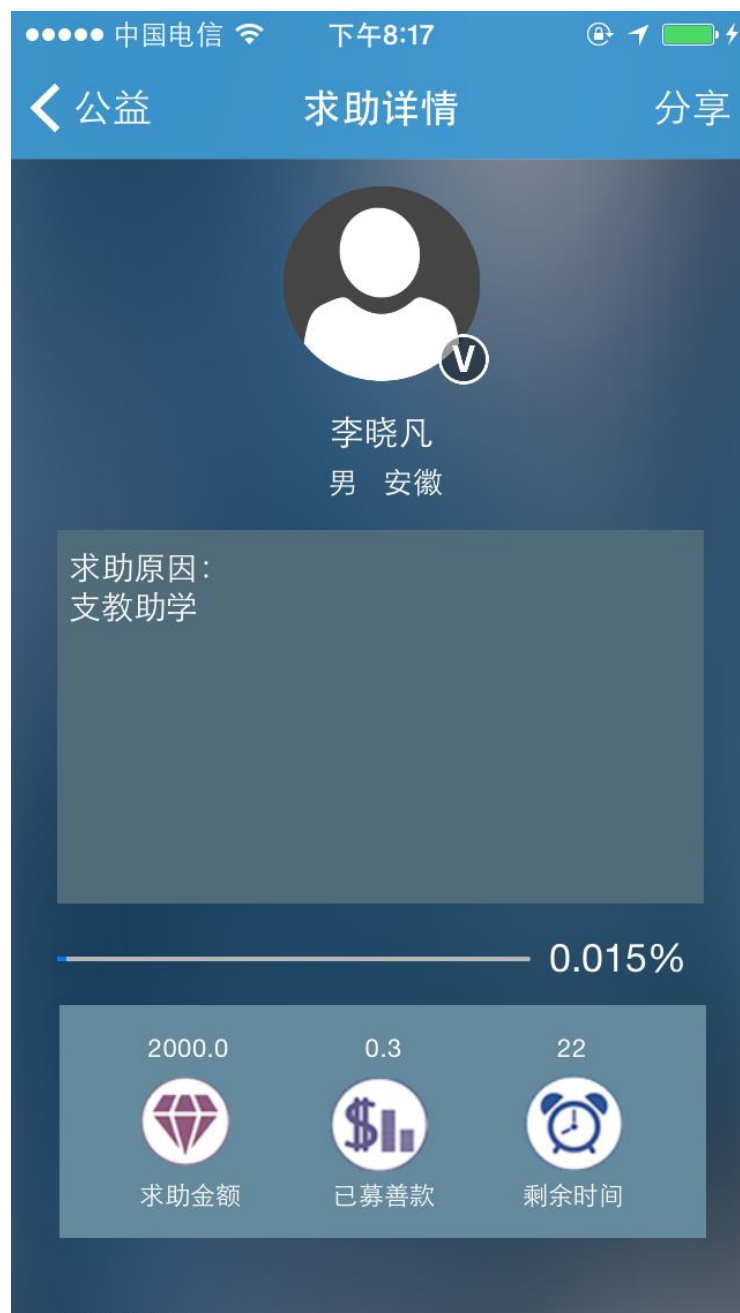 中国电信 下午8:17
公益 求助详情 分享
V
李晓凡
男 安徽
求助原因：
支教助学
0.015%
2000.0 0.3 22
$
求助金额 已募善款 剩余时间